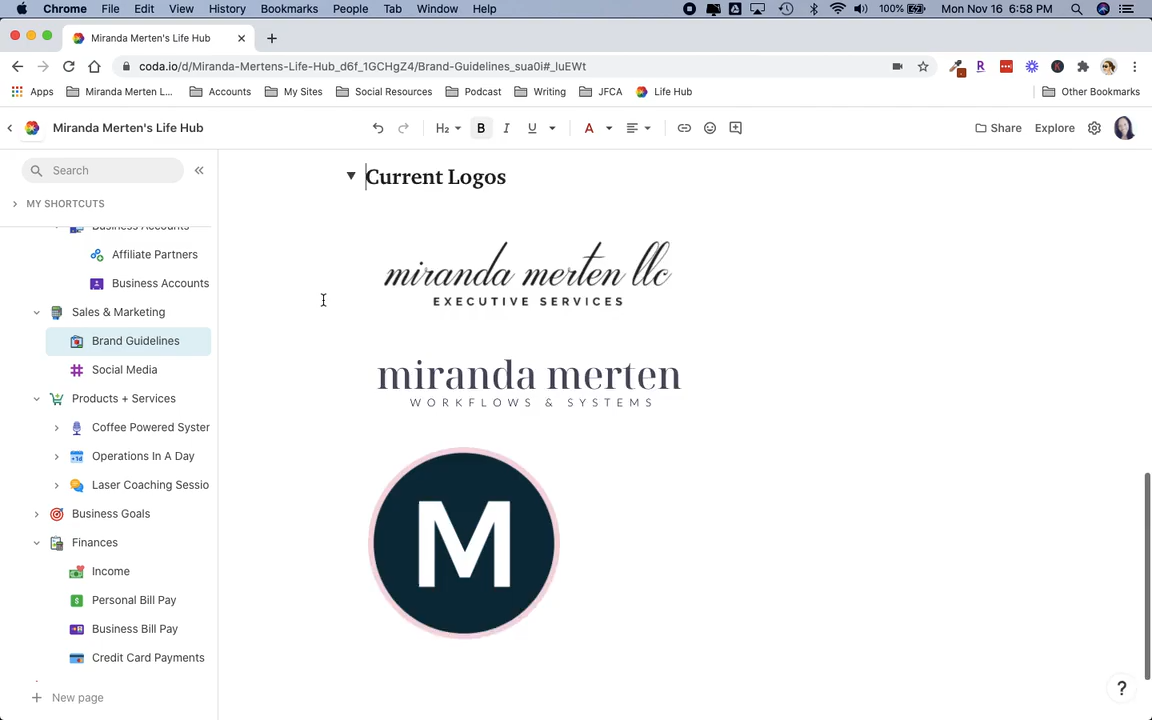 Chrome File Edit View History Bookmarks People Tab Window Help 100% Mon Nov 16 6:58 PM
Miranda Merten's Life Hub
coda.io/d/Miranda-Mertens-Life-Hub_d6f_1GCHgZ4/Brand-Guidelines_sua0i#_luEWt
Apps Miranda Merten L... Accounts My Sites Social Resources Podcast Writing JFCA Life Hub Other Bookmarks
Miranda Merten's Life Hub H2 B I U A Share Explore
Search
MY SHORTCUTS
Business Accounts
Affiliate Partners
Business Accounts
Sales & Marketing
Brand Guidelines
Social Media
Products + Services
Coffee Powered Syster
Operations In A Day
Laser Coaching Sessio
Business Goals
Finances
Income
Personal Bill Pay
Business Bill Pay
Credit Card Payments
New page
Current Logos
miranda merten llc
EXECUTIVE SERVICES
miranda merten
WORKFLOWS & SYSTEMS
M
?